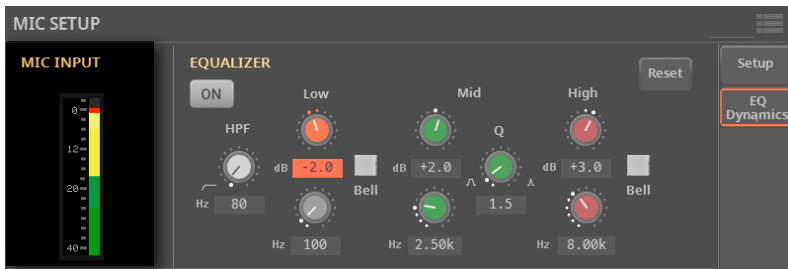 MIC SETUP
MIC INPUT
0
12
20
40
EQUALIZER
ON
Reset
Low
Mid
High
HPF
Q
dB -2.0
Bell
dB +2.0
dB +3.0
Bell
Hz 80
1.5
Hz 100
Hz 2.50k
Hz 8.00k
Setup
EQ
Dynamics